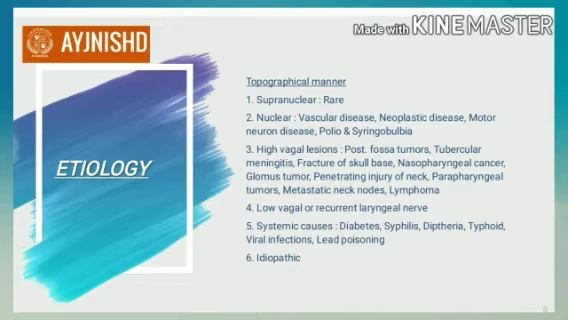 AYJNISHD
Made with KINEMASTER
ETIOLOGY
Topographical manner
1. Supranuclear : Rare
2. Nuclear : Vascular disease, Neoplastic disease, Motor
neuron disease, Polio & Syringobulbia
3. High vagal lesions : Post. fossa tumors, Tubercular
meningitis, Fracture of skull base, Nasopharyngeal cancer,
Glomus tumor, Penetrating injury of neck, Parapharyngeal
tumors, Metastatic neck nodes, Lymphoma
4. Low vagal or recurrent laryngeal nerve
5. Systemic causes : Diabetes, Syphilis, Diptheria, Typhoid,
Viral infections, Lead poisoning
6. Idiopathic
8